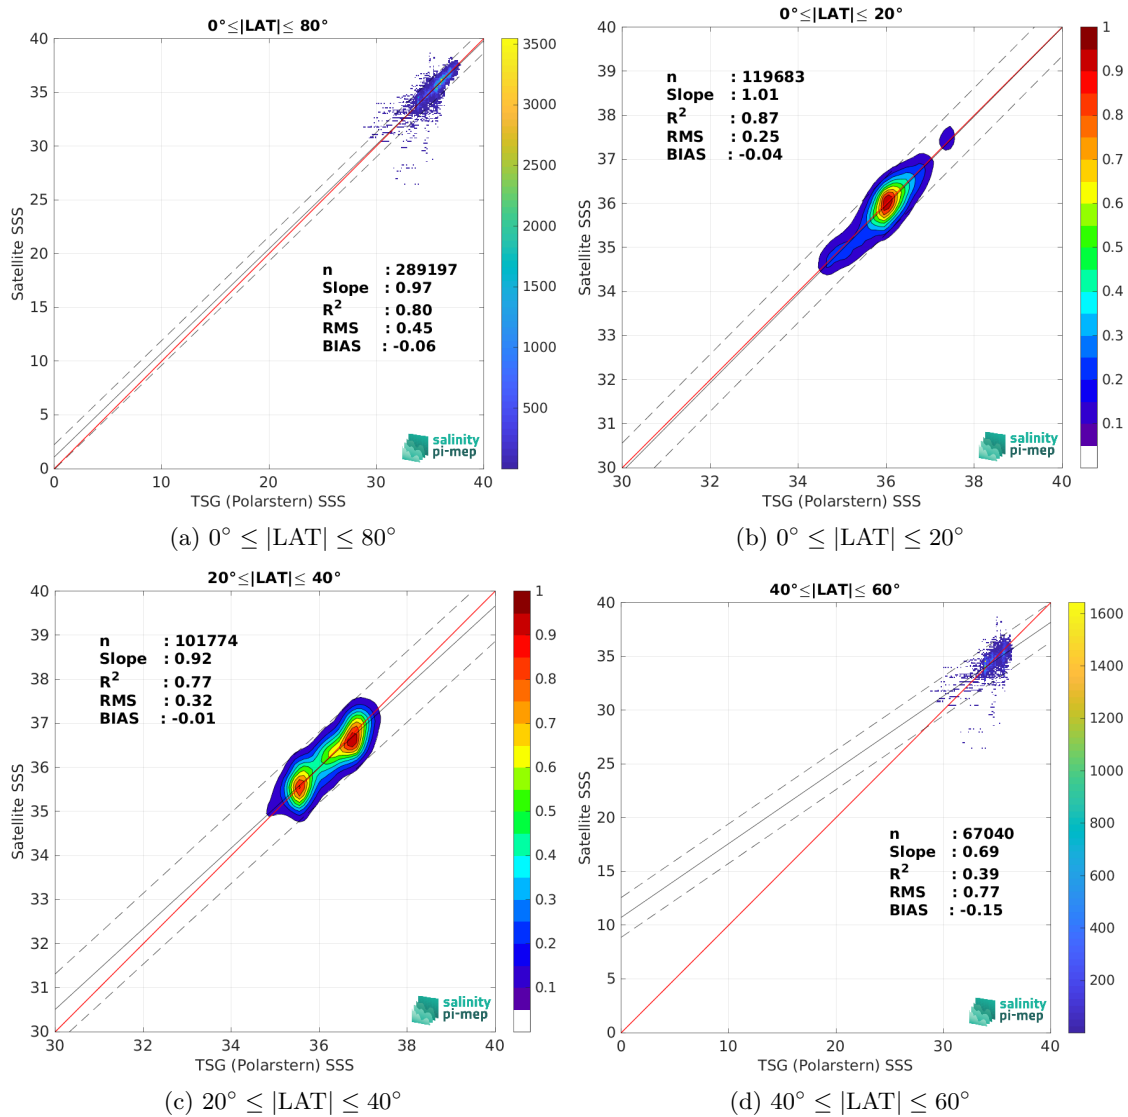 0°≤|LAT|≤ 80°
40
35
30
25
20
15
10
5
0
0
10
20
30
40
Satellite SSS
TSG (Polarstern) SSS
n : 289197
Slope : 0.97
R² : 0.80
RMS : 0.45
BIAS : -0.06
3500
3000
2500
2000
1500
1000
500
salinity
pi-mep
(a) 0° ≤ |LAT| ≤ 80°
0°≤|LAT|≤ 20°
40
39
38
37
36
35
34
33
32
31
30
30
32
34
36
38
40
Satellite SSS
TSG (Polarstern) SSS
n : 119683
Slope : 1.01
R² : 0.87
RMS : 0.25
BIAS : -0.04
1
0.9
0.8
0.7
0.6
0.5
0.4
0.3
0.2
0.1
salinity
pi-mep
(b) 0° ≤ |LAT| ≤ 20°
20°≤|LAT|≤ 40°
40
39
38
37
36
35
34
33
32
31
30
30
32
34
36
38
40
Satellite SSS
TSG (Polarstern) SSS
n : 101774
Slope : 0.92
R² : 0.77
RMS : 0.32
BIAS : -0.01
1
0.9
0.8
0.7
0.6
0.5
0.4
0.3
0.2
0.1
salinity
pi-mep
(c) 20° ≤ |LAT| ≤ 40°
40°≤|LAT|≤ 60°
40
35
30
25
20
15
10
5
0
0
10
20
30
40
Satellite SSS
TSG (Polarstern) SSS
n : 67040
Slope : 0.69
R² : 0.39
RMS : 0.77
BIAS : -0.15
1600
1400
1200
1000
800
600
400
200
salinity
pi-mep
(d) 40° ≤ |LAT| ≤ 60°